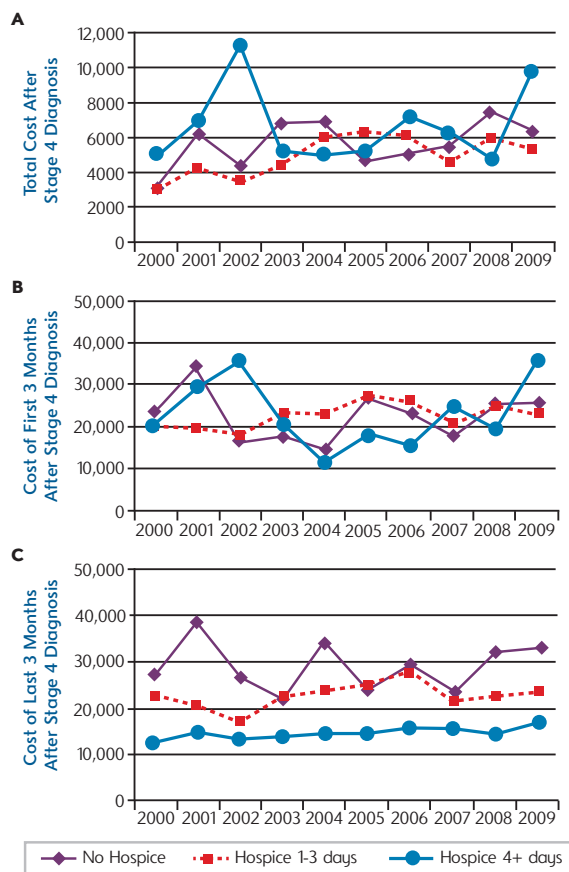 A
Total Cost After
Stage 4 Diagnosis
12,000
10,000
8000
6000
4000
2000
0
2000 2001 2002 2003 2004 2005 2006 2007 2008 2009
B
Cost of First 3 Months
After Stage 4 Diagnosis
50,000
40,000
30,000
20,000
10,000
0
2000 2001 2002 2003 2004 2005 2006 2007 2008 2009
C
Cost of Last 3 Months
After Stage 4 Diagnosis
50,000
40,000
30,000
20,000
10,000
0
2000 2001 2002 2003 2004 2005 2006 2007 2008 2009
No Hospice Hospice 1-3 days Hospice 4+ days